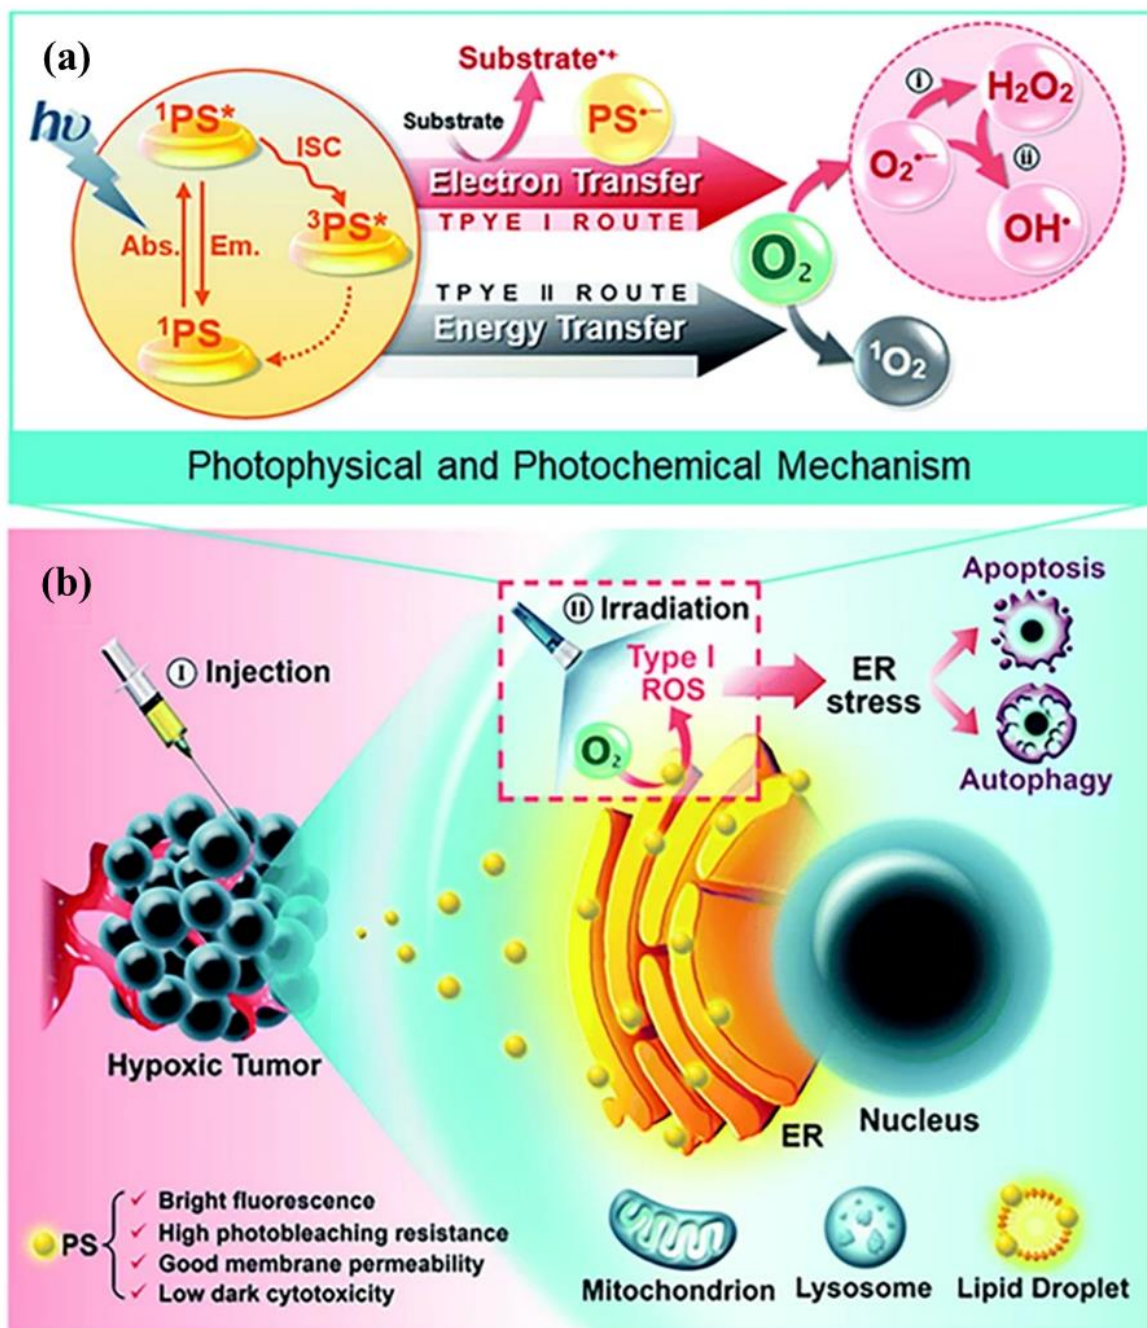 (a)
hυ
¹PS*
ISC
³PS*
Abs.
Em.
¹PS
Substrate•+
Substrate
PS•−
Electron Transfer
TPYE I ROUTE
TPYE II ROUTE
Energy Transfer
O₂
O₂•−
i
H₂O₂
ii
OH•
¹O₂
Photophysical and Photochemical Mechanism
(b)
I Injection
Hypoxic Tumor
II Irradiation
Type I
ROS
O₂
ER
stress
Apoptosis
Autophagy
ER
Nucleus
PS
✓ Bright fluorescence
✓ High photobleaching resistance
✓ Good membrane permeability
✓ Low dark cytotoxicity
Mitochondrion
Lysosome
Lipid Droplet